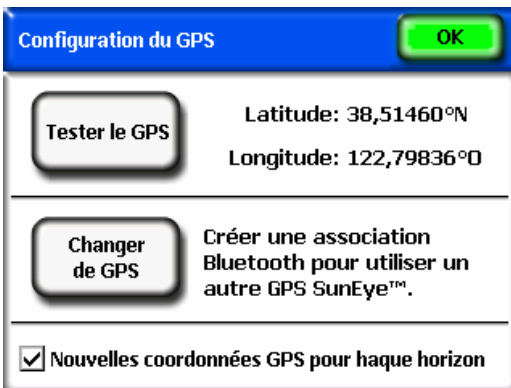 Configuration du GPS
OK
Tester le GPS
Latitude: 38,51460°N
Longitude: 122,79836°O
Changer
de GPS
Créer une association
Bluetooth pour utiliser un
autre GPS SunEye™.
Nouvelles coordonnées GPS pour haque horizon